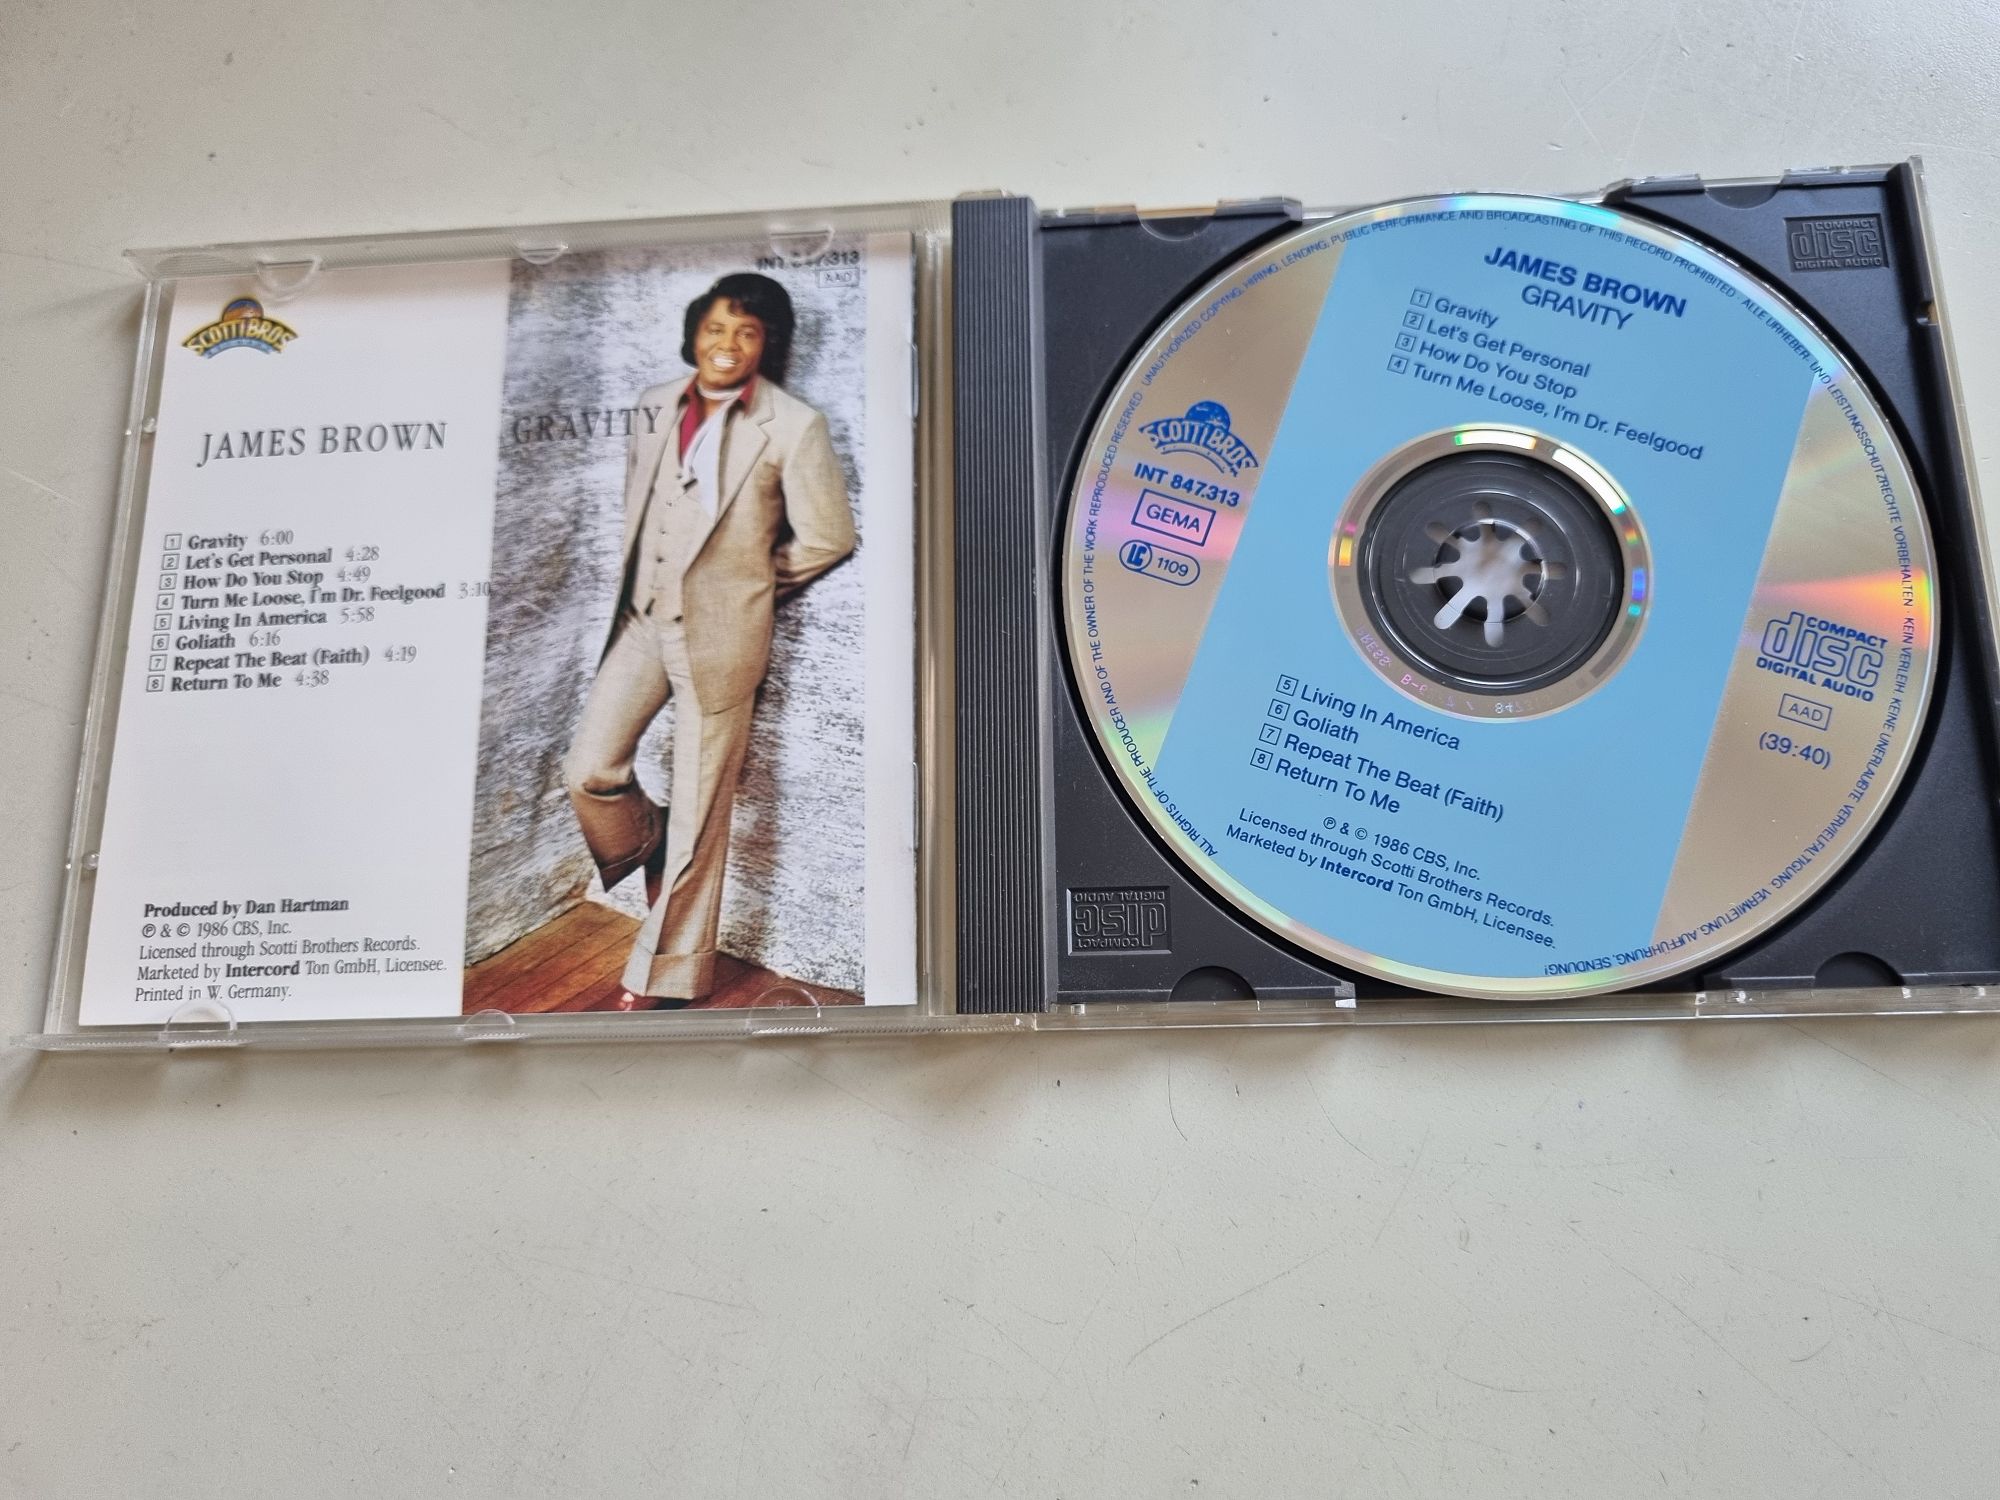 INT 847.313
AAD
SCOTTI BROS
JAMES BROWN
GRAVITY
1 Gravity 6:00
2 Let's Get Personal 4:28
3 How Do You Stop 4:49
4 Turn Me Loose, I'm Dr. Feelgood 3:10
5 Living In America 5:58
6 Goliath 6:16
7 Repeat The Beat (Faith) 4:19
8 Return To Me 4:38
Produced by Dan Hartman
℗ & © 1986 CBS, Inc.
Licensed through Scotti Brothers Records.
Marketed by Intercord Ton GmbH, Licensee.
Printed in W. Germany.
COMPACT
disc
DIGITAL AUDIO
JAMES BROWN
GRAVITY
1 Gravity
2 Let's Get Personal
3 How Do You Stop
4 Turn Me Loose, I'm Dr. Feelgood
SCOTTI BROS
INT 847.313
GEMA
LC 1109
COMPACT
disc
DIGITAL AUDIO
AAD
(39:40)
5 Living In America
6 Goliath
7 Repeat The Beat (Faith)
8 Return To Me
℗ & © 1986 CBS, Inc.
Licensed through Scotti Brothers Records.
Marketed by Intercord Ton GmbH, Licensee.
ALL RIGHTS OF THE PRODUCER AND OF THE OWNER OF THE WORK REPRODUCED RESERVED · UNAUTHORIZED COPYING, HIRING, LENDING, PUBLIC PERFORMANCE AND BROADCASTING OF THIS RECORD PROHIBITED · ALLE URHEBER- UND LEISTUNGSSCHUTZRECHTE VORBEHALTEN · KEIN VERLEIH, KEINE UNERLAUBTE VERVIELFÄLTIGUNG, VERMIETUNG, AUFFÜHRUNG, SENDUNG!
COMPACT
disc
DIGITAL AUDIO